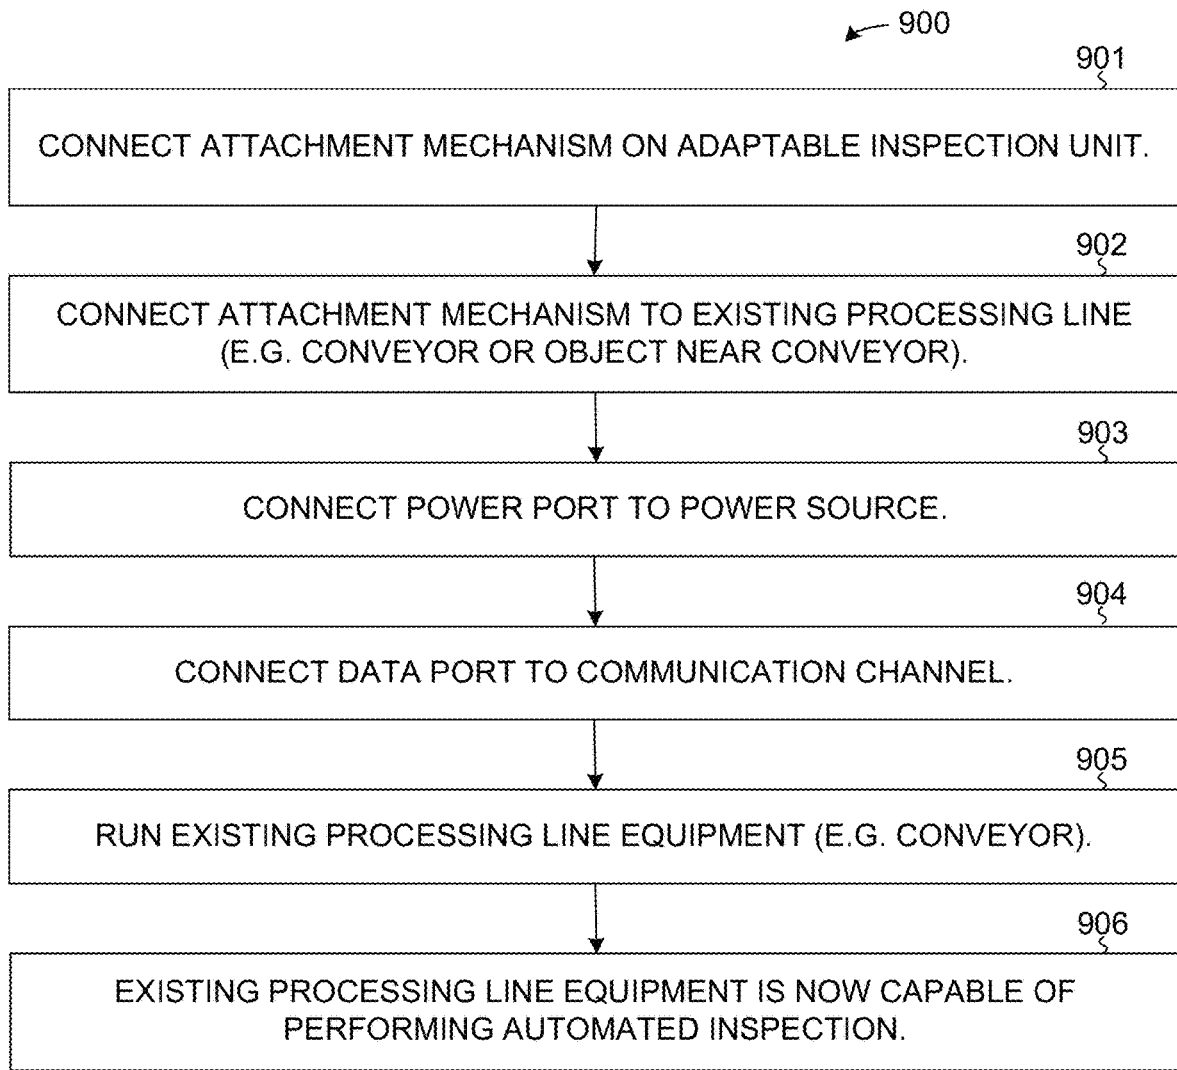 900
901
CONNECT ATTACHMENT MECHANISM ON ADAPTABLE INSPECTION UNIT.
902
CONNECT ATTACHMENT MECHANISM TO EXISTING PROCESSING LINE
(E.G. CONVEYOR OR OBJECT NEAR CONVEYOR).
903
CONNECT POWER PORT TO POWER SOURCE.
904
CONNECT DATA PORT TO COMMUNICATION CHANNEL.
905
RUN EXISTING PROCESSING LINE EQUIPMENT (E.G. CONVEYOR).
906
EXISTING PROCESSING LINE EQUIPMENT IS NOW CAPABLE OF
PERFORMING AUTOMATED INSPECTION.